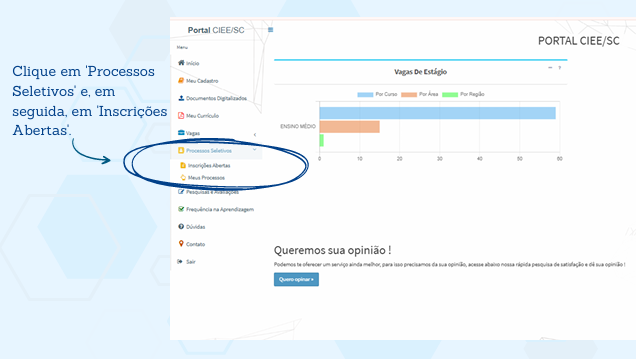 Clique em 'Processos
Seletivos' e, em
seguida, em 'Inscrições
Abertas'.
Portal CIEE/SC
Menu
Início
Meu Cadastro
Documentos Digitalizados
Meu Currículo
Vagas
Processos Seletivos
Inscrições Abertas
Meus Processos
Pesquisas e Avaliações
Frequência na Aprendizagem
Dúvidas
Contato
Sair
PORTAL CIEE/SC
Vagas De Estágio
Por Curso Por Área Por Região
ENSINO MÉDIO
0 10 20 30 40 50 60
Queremos sua opinião !
Podemos te oferecer um serviço ainda melhor, para isso precisamos da sua opinião, acesse abaixo nossa rápida pesquisa de satisfação e dê sua opinião !
Quero opinar »